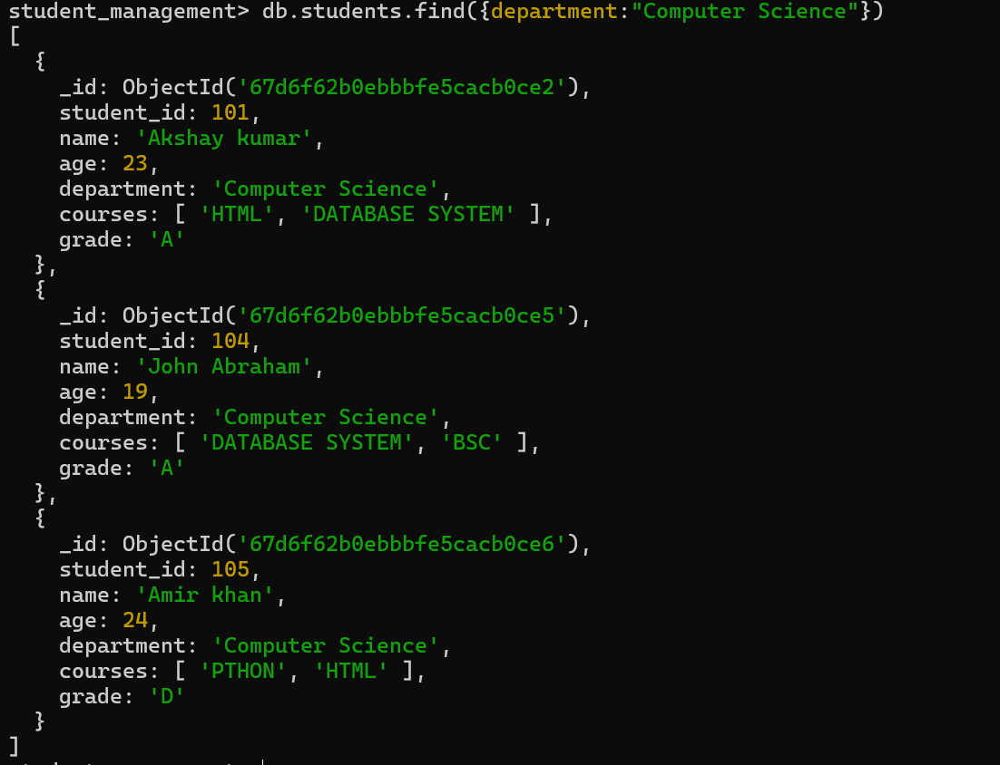 student_management> db.students.find({department:"Computer Science"})
[
  {
    _id: ObjectId('67d6f62b0ebbbfe5cacb0ce2'),
    student_id: 101,
    name: 'Akshay kumar',
    age: 23,
    department: 'Computer Science',
    courses: [ 'HTML', 'DATABASE SYSTEM' ],
    grade: 'A'
  },
  {
    _id: ObjectId('67d6f62b0ebbbfe5cacb0ce5'),
    student_id: 104,
    name: 'John Abraham',
    age: 19,
    department: 'Computer Science',
    courses: [ 'DATABASE SYSTEM', 'BSC' ],
    grade: 'A'
  },
  {
    _id: ObjectId('67d6f62b0ebbbfe5cacb0ce6'),
    student_id: 105,
    name: 'Amir khan',
    age: 24,
    department: 'Computer Science',
    courses: [ 'PTHON', 'HTML' ],
    grade: 'D'
  }
]